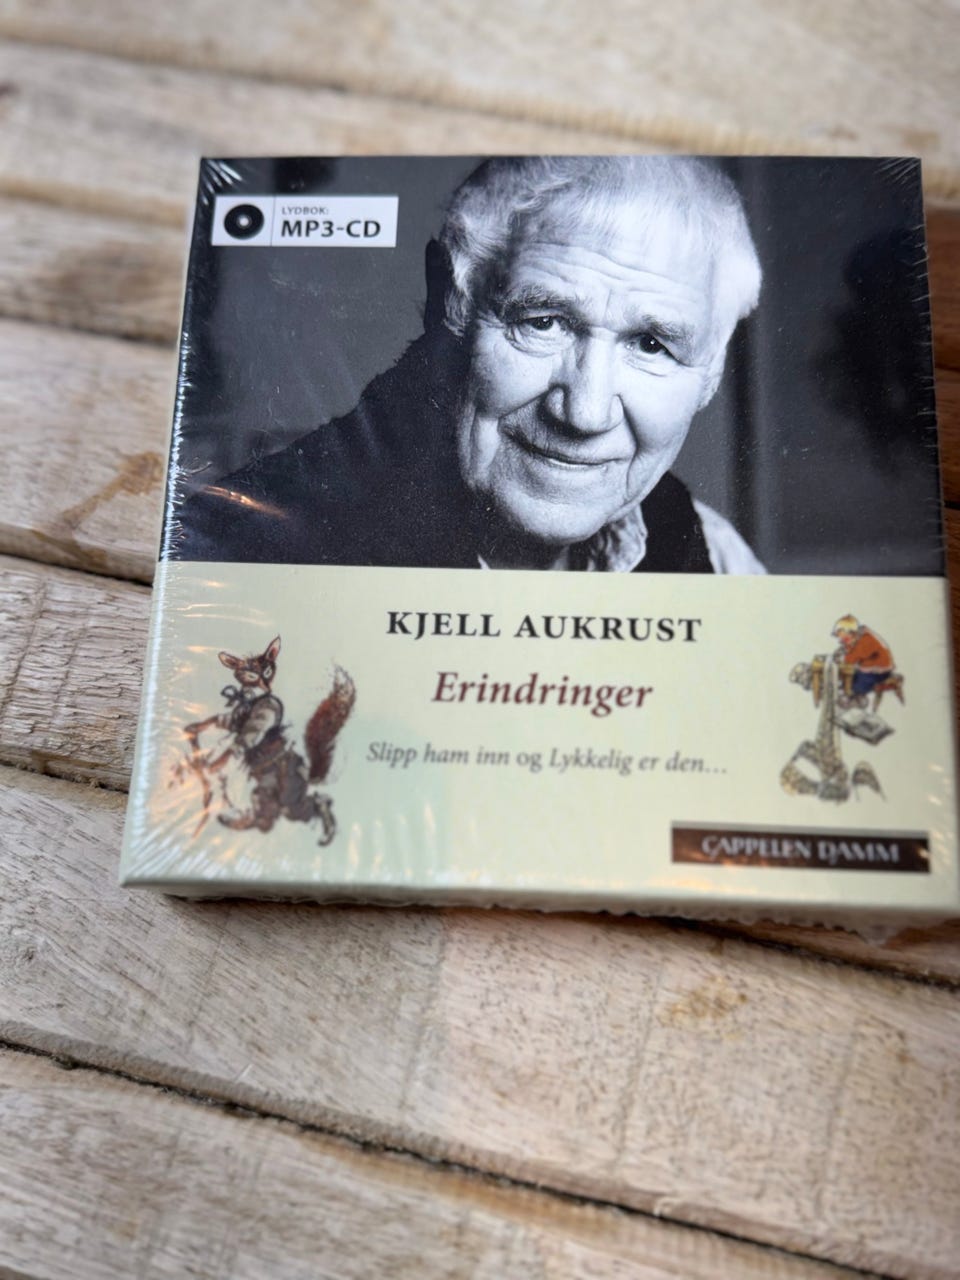 LYDBOK:
MP3-CD
KJELL AUKRUST
Erindringer
Slipp ham inn og Lykkelig er den...
CAPPELEN DAMM